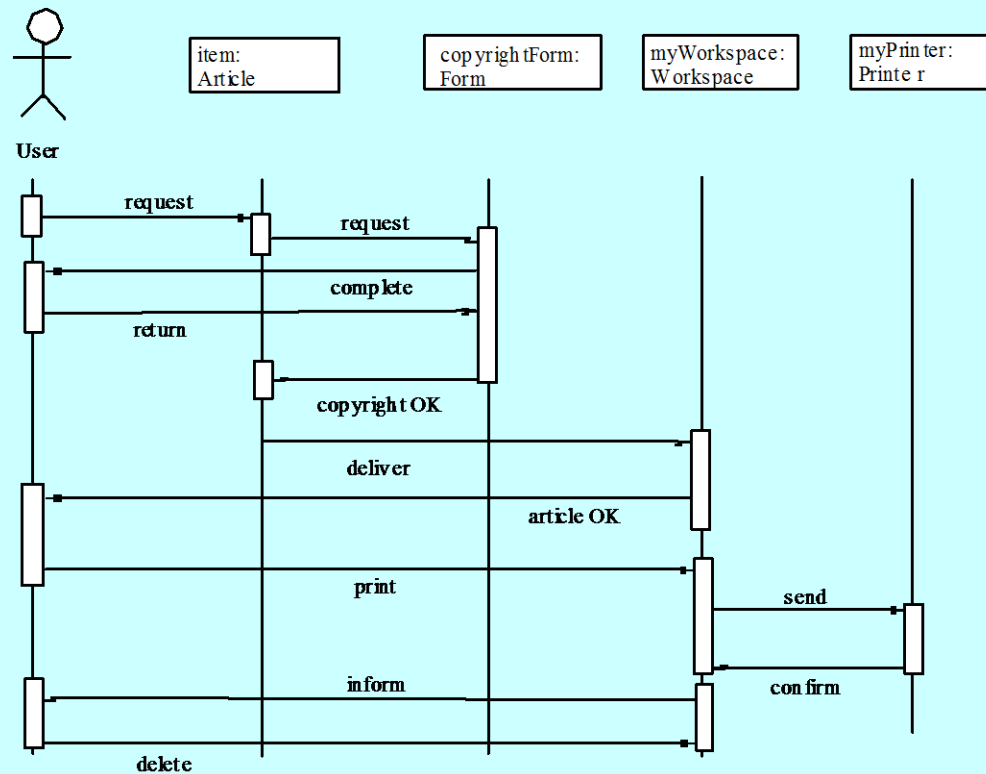 item:
Article
copyrightForm:
Form
myWorkspace:
Workspace
myPrinter:
Printer
User
request
request
complete
return
copyright OK
deliver
article OK
print
send
confirm
inform
delete